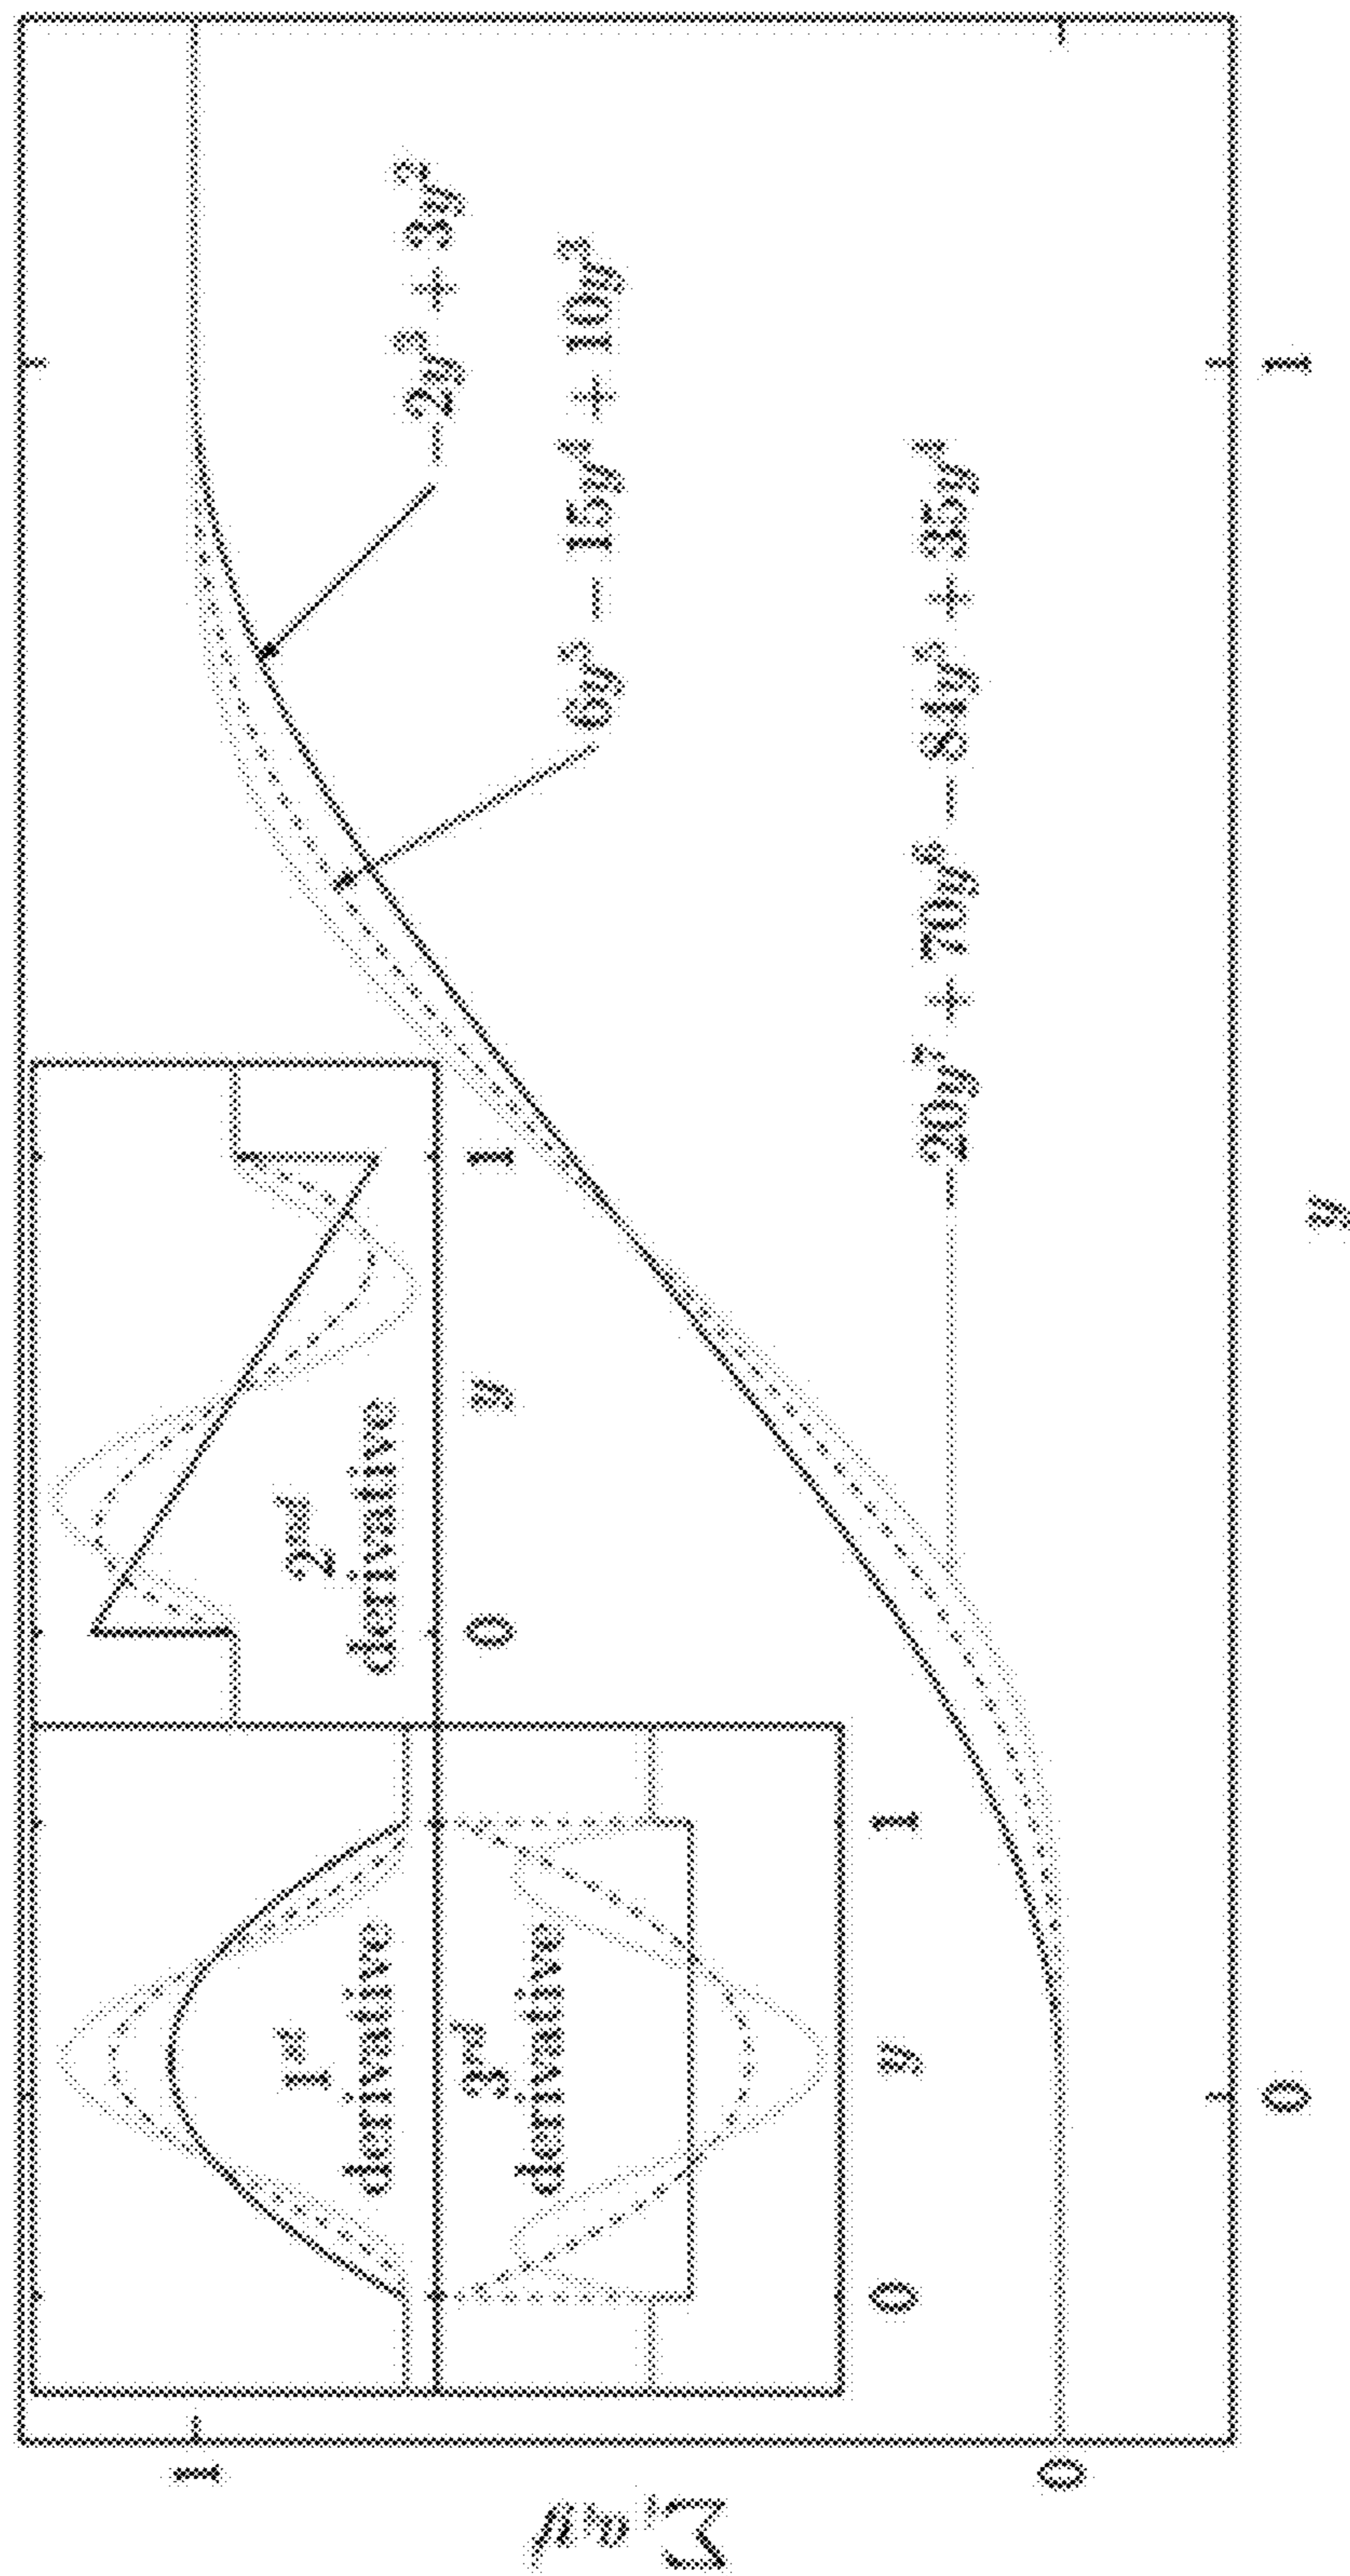 1
0
0
1
y
−2y³ + 3y²
6y⁵ − 15y⁴ + 10y³
−20y⁷ + 70y⁶ − 84y⁵ + 35y⁴
1ˢᵗ
derivative
2ⁿᵈ
derivative
0
y
1
3ʳᵈ
derivative
0
y
1